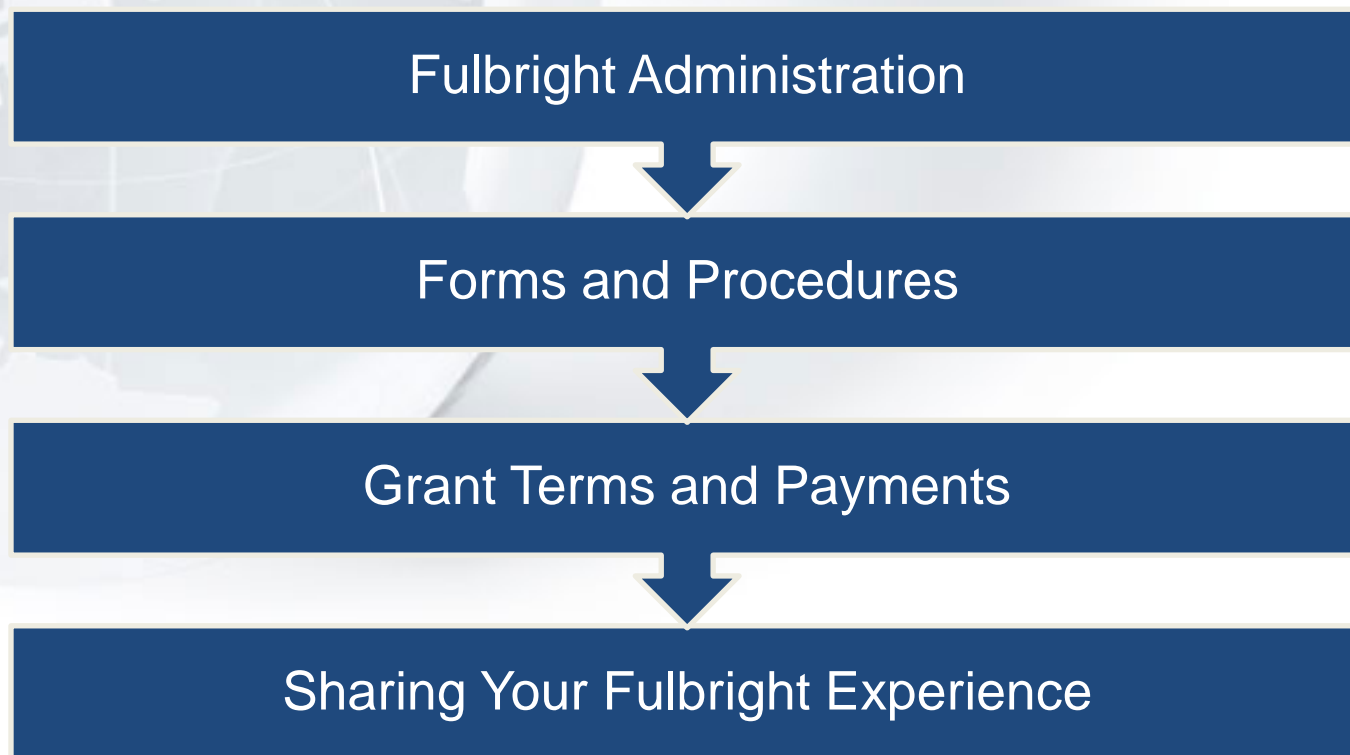 Fulbright Administration
Forms and Procedures
Grant Terms and Payments
Sharing Your Fulbright Experience